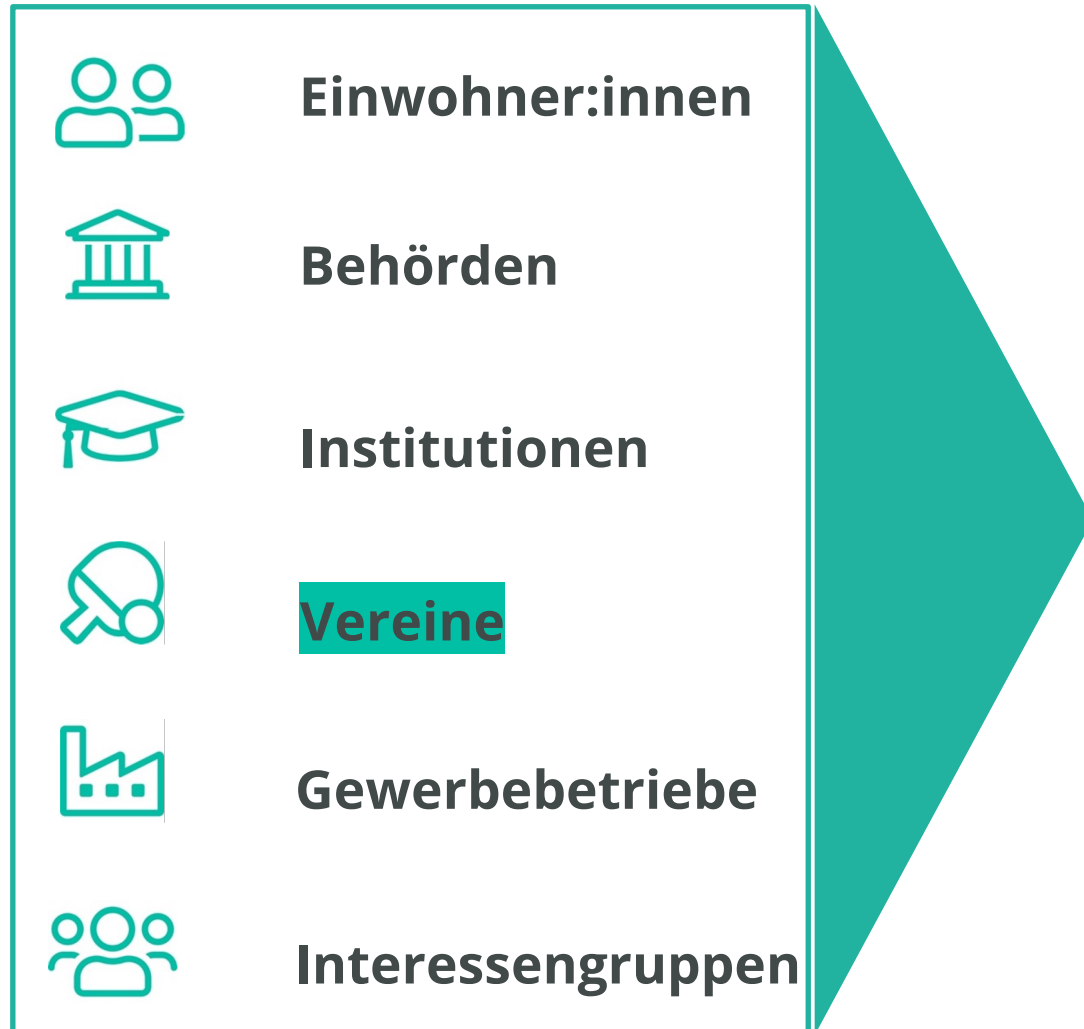 Einwohner:innen
Behörden
Institutionen
Vereine
Gewerbebetriebe
Interessengruppen